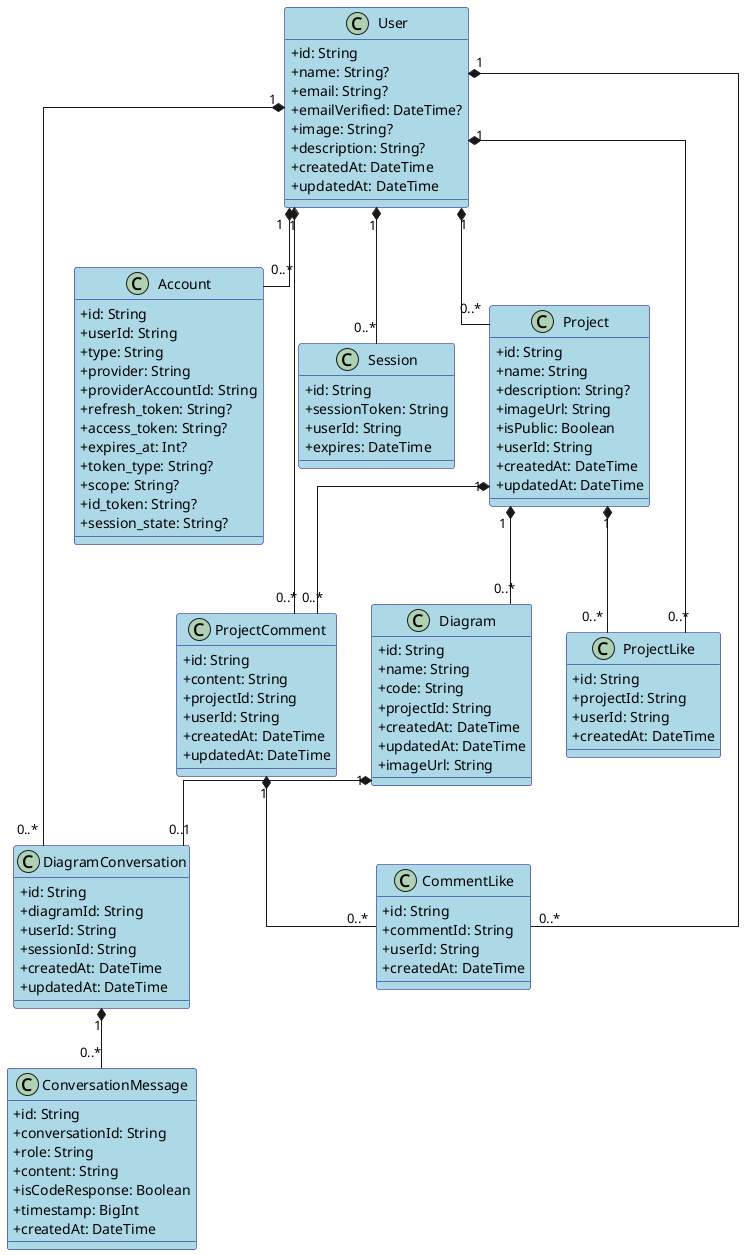 C User
+id: String
+name: String?
+email: String?
+emailVerified: DateTime?
+image: String?
+description: String?
+createdAt: DateTime
+updatedAt: DateTime
1
1
1
1
1
1
1
0..*
C Account
+id: String
+userId: String
+type: String
+provider: String
+providerAccountId: String
+refresh_token: String?
+access_token: String?
+expires_at: Int?
+token_type: String?
+scope: String?
+id_token: String?
+session_state: String?
0..*
C Session
+id: String
+sessionToken: String
+userId: String
+expires: DateTime
0..*
C Project
+id: String
+name: String
+description: String?
+imageUrl: String
+isPublic: Boolean
+userId: String
+createdAt: DateTime
+updatedAt: DateTime
1
1
1
0..*
0..*
C ProjectComment
+id: String
+content: String
+projectId: String
+userId: String
+createdAt: DateTime
+updatedAt: DateTime
1
0..*
C Diagram
+id: String
+name: String
+code: String
+projectId: String
+createdAt: DateTime
+updatedAt: DateTime
+imageUrl: String
1
0..*
0..*
C ProjectLike
+id: String
+projectId: String
+userId: String
+createdAt: DateTime
0..*
0..1
C DiagramConversation
+id: String
+diagramId: String
+userId: String
+sessionId: String
+createdAt: DateTime
+updatedAt: DateTime
1
0..*
0..*
C CommentLike
+id: String
+commentId: String
+userId: String
+createdAt: DateTime
0..*
C ConversationMessage
+id: String
+conversationId: String
+role: String
+content: String
+isCodeResponse: Boolean
+timestamp: BigInt
+createdAt: DateTime